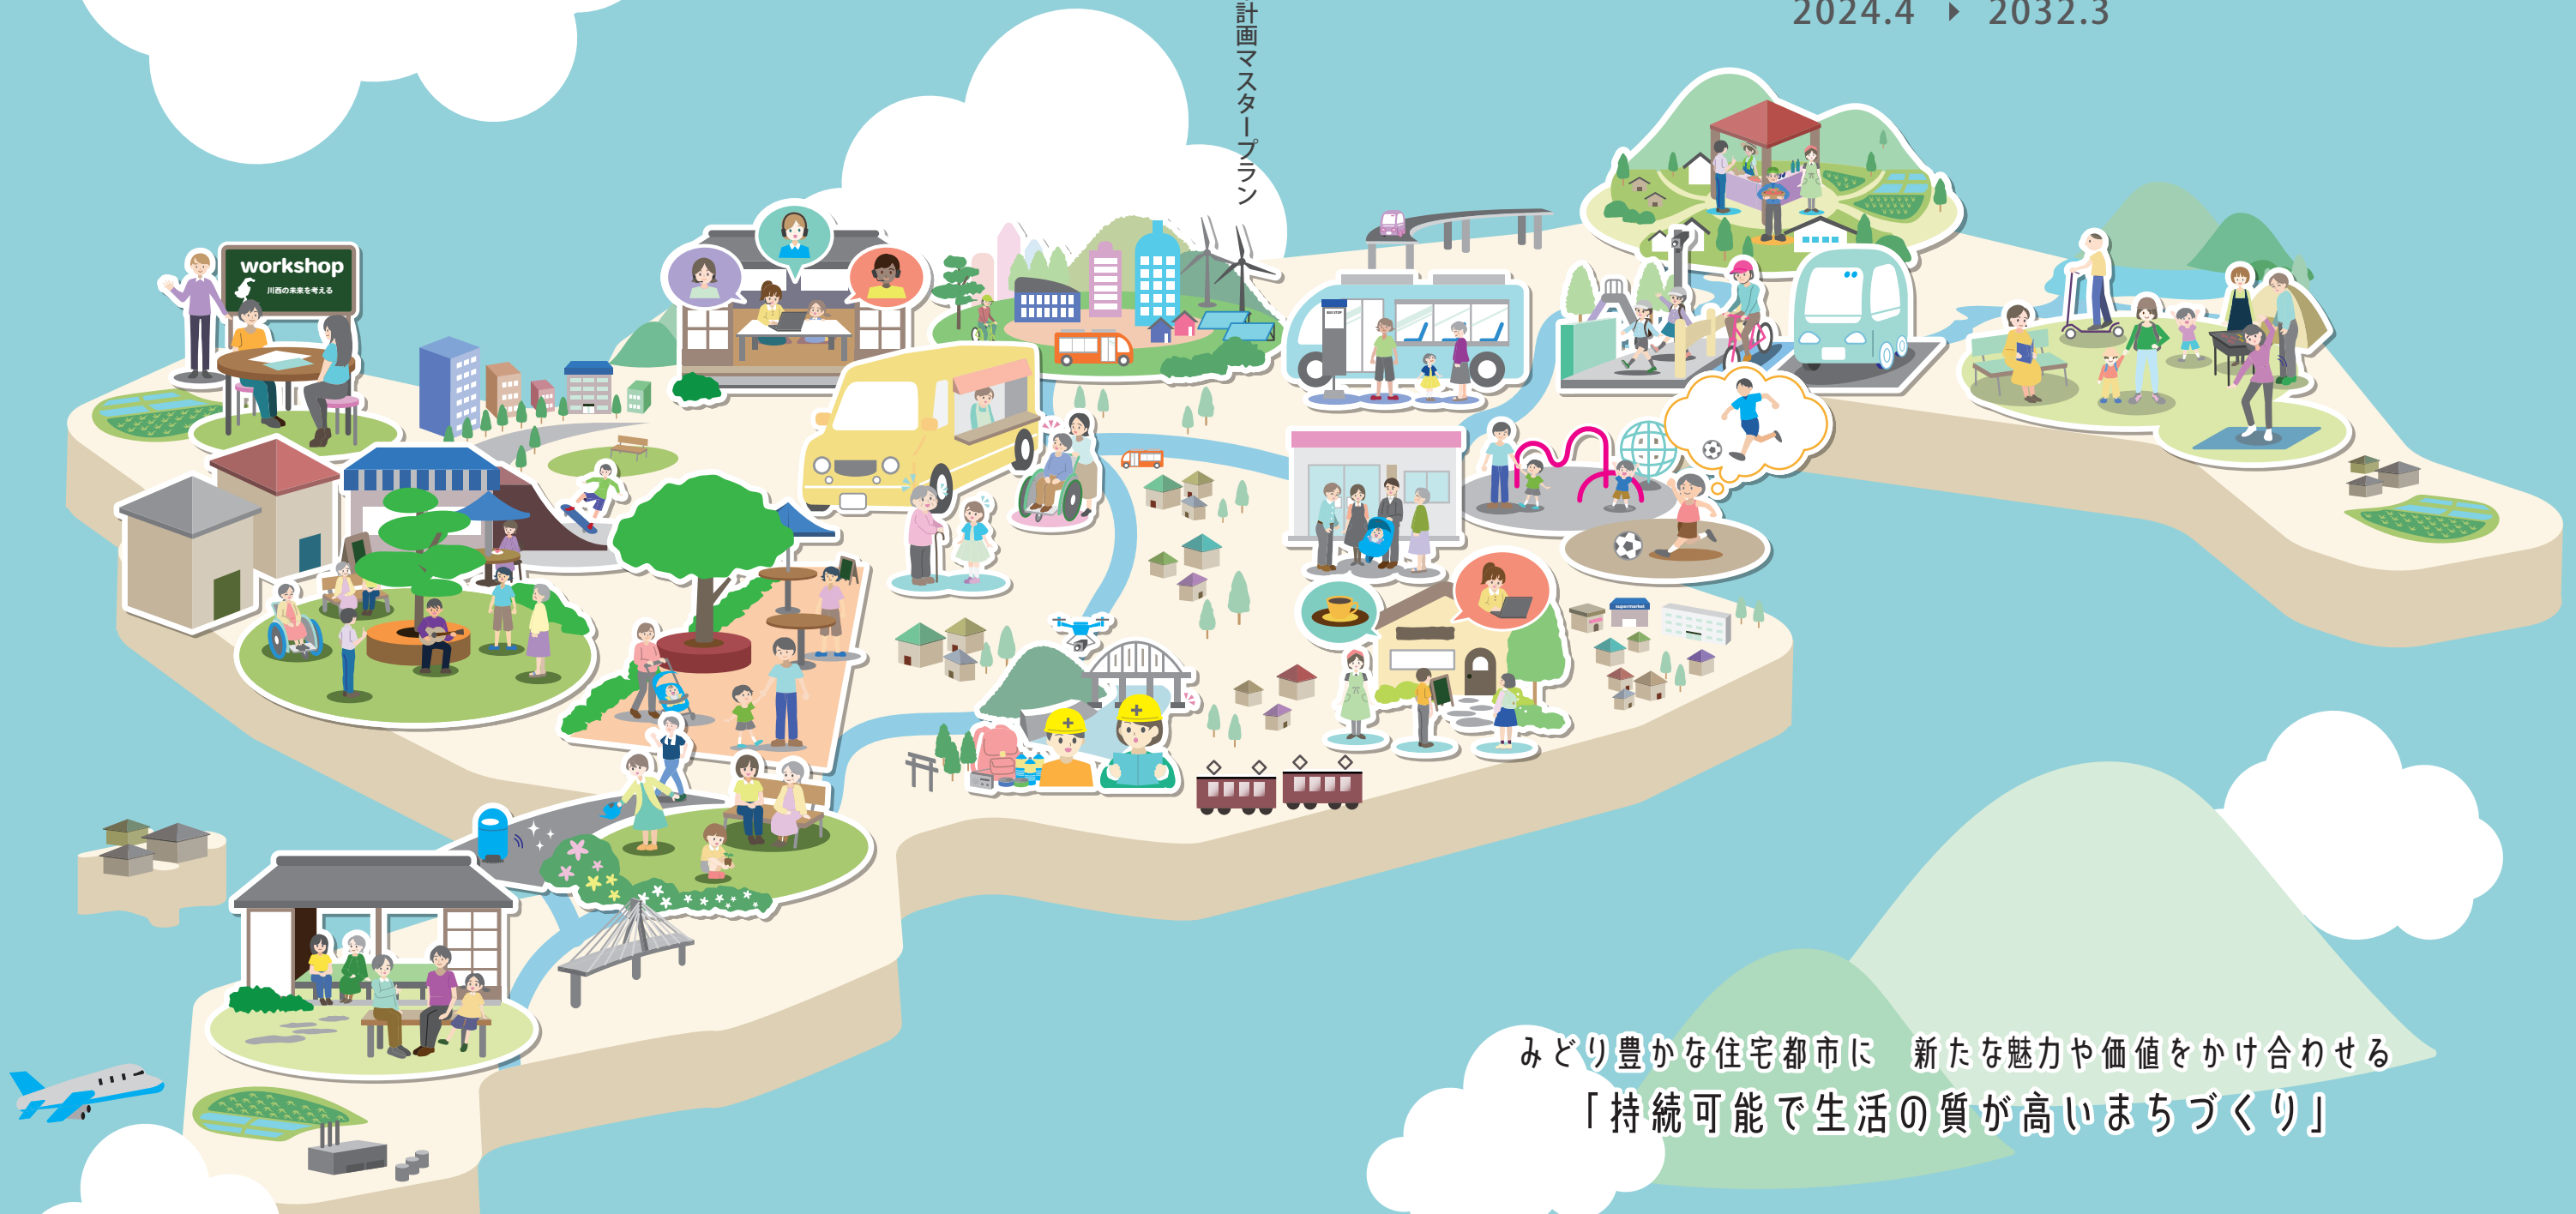 計画マスタープラン
2024.4 ▶ 2032.3
workshop
川西の未来を考える
BUS STOP
supermarket
みどり豊かな住宅都市に　新たな魅力や価値をかけ合わせる
「持続可能で生活の質が高いまちづくり」